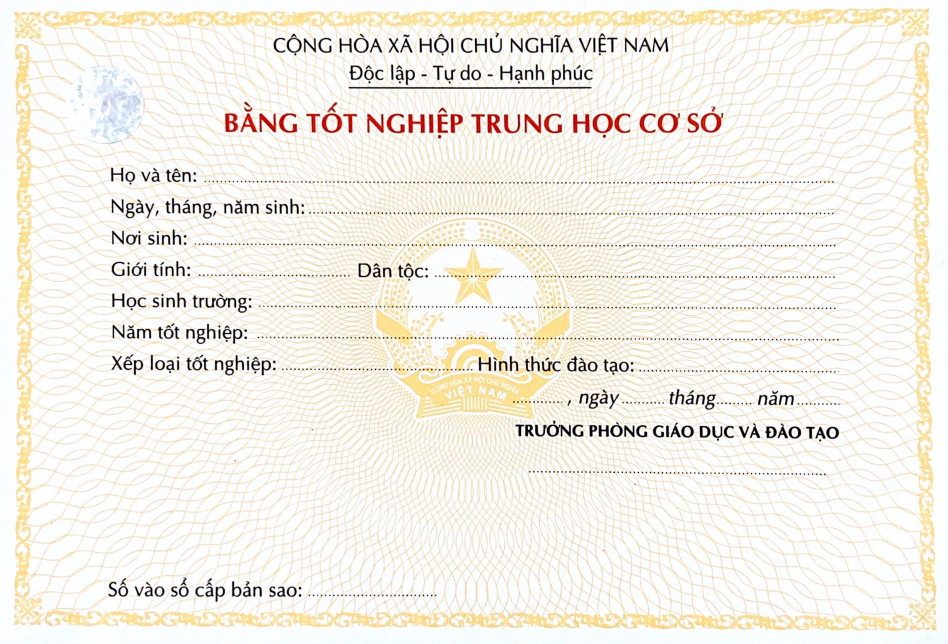 CỘNG HÒA XÃ HỘI CHỦ NGHĨA VIỆT NAM
Độc lập - Tự do - Hạnh phúc
BẰNG TỐT NGHIỆP TRUNG HỌC CƠ SỞ
Họ và tên: ........................................
Ngày, tháng, năm sinh: ........................................
Nơi sinh: ........................................
Giới tính: .................... Dân tộc: ........................................
Học sinh trường: ........................................
Năm tốt nghiệp: ........................................
Xếp loại tốt nghiệp: .................... Hình thức đào tạo: ....................
.........., ngày.......... tháng........ năm..........
CỘNG HÒA XÃ HỘI CHỦ NGHĨA
VIỆT NAM
TRƯỞNG PHÒNG GIÁO DỤC VÀ ĐÀO TẠO
Số vào sổ cấp bản sao: ....................